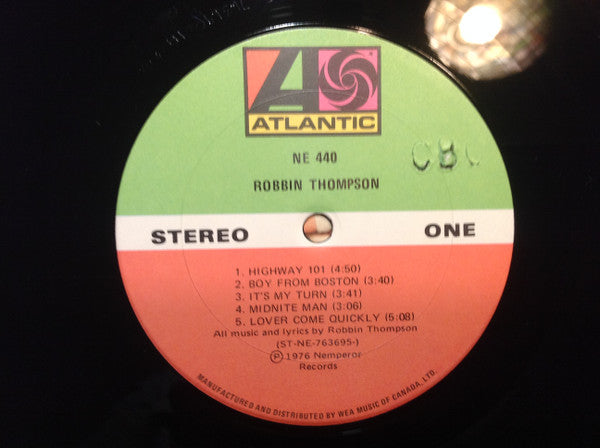 ATLANTIC
NE 440
CBC
ROBBIN THOMPSON
STEREO ONE
1. HIGHWAY 101 (4:50)
2. BOY FROM BOSTON (3:40)
3. IT'S MY TURN (3:41)
4. MIDNITE MAN (3:06)
5. LOVER COME QUICKLY (5:08)
All music and lyrics by Robbin Thompson
(ST-NE-763695-)
Ⓟ 1976 Nemperor
Records
MANUFACTURED AND DISTRIBUTED BY WEA MUSIC OF CANADA, LTD.